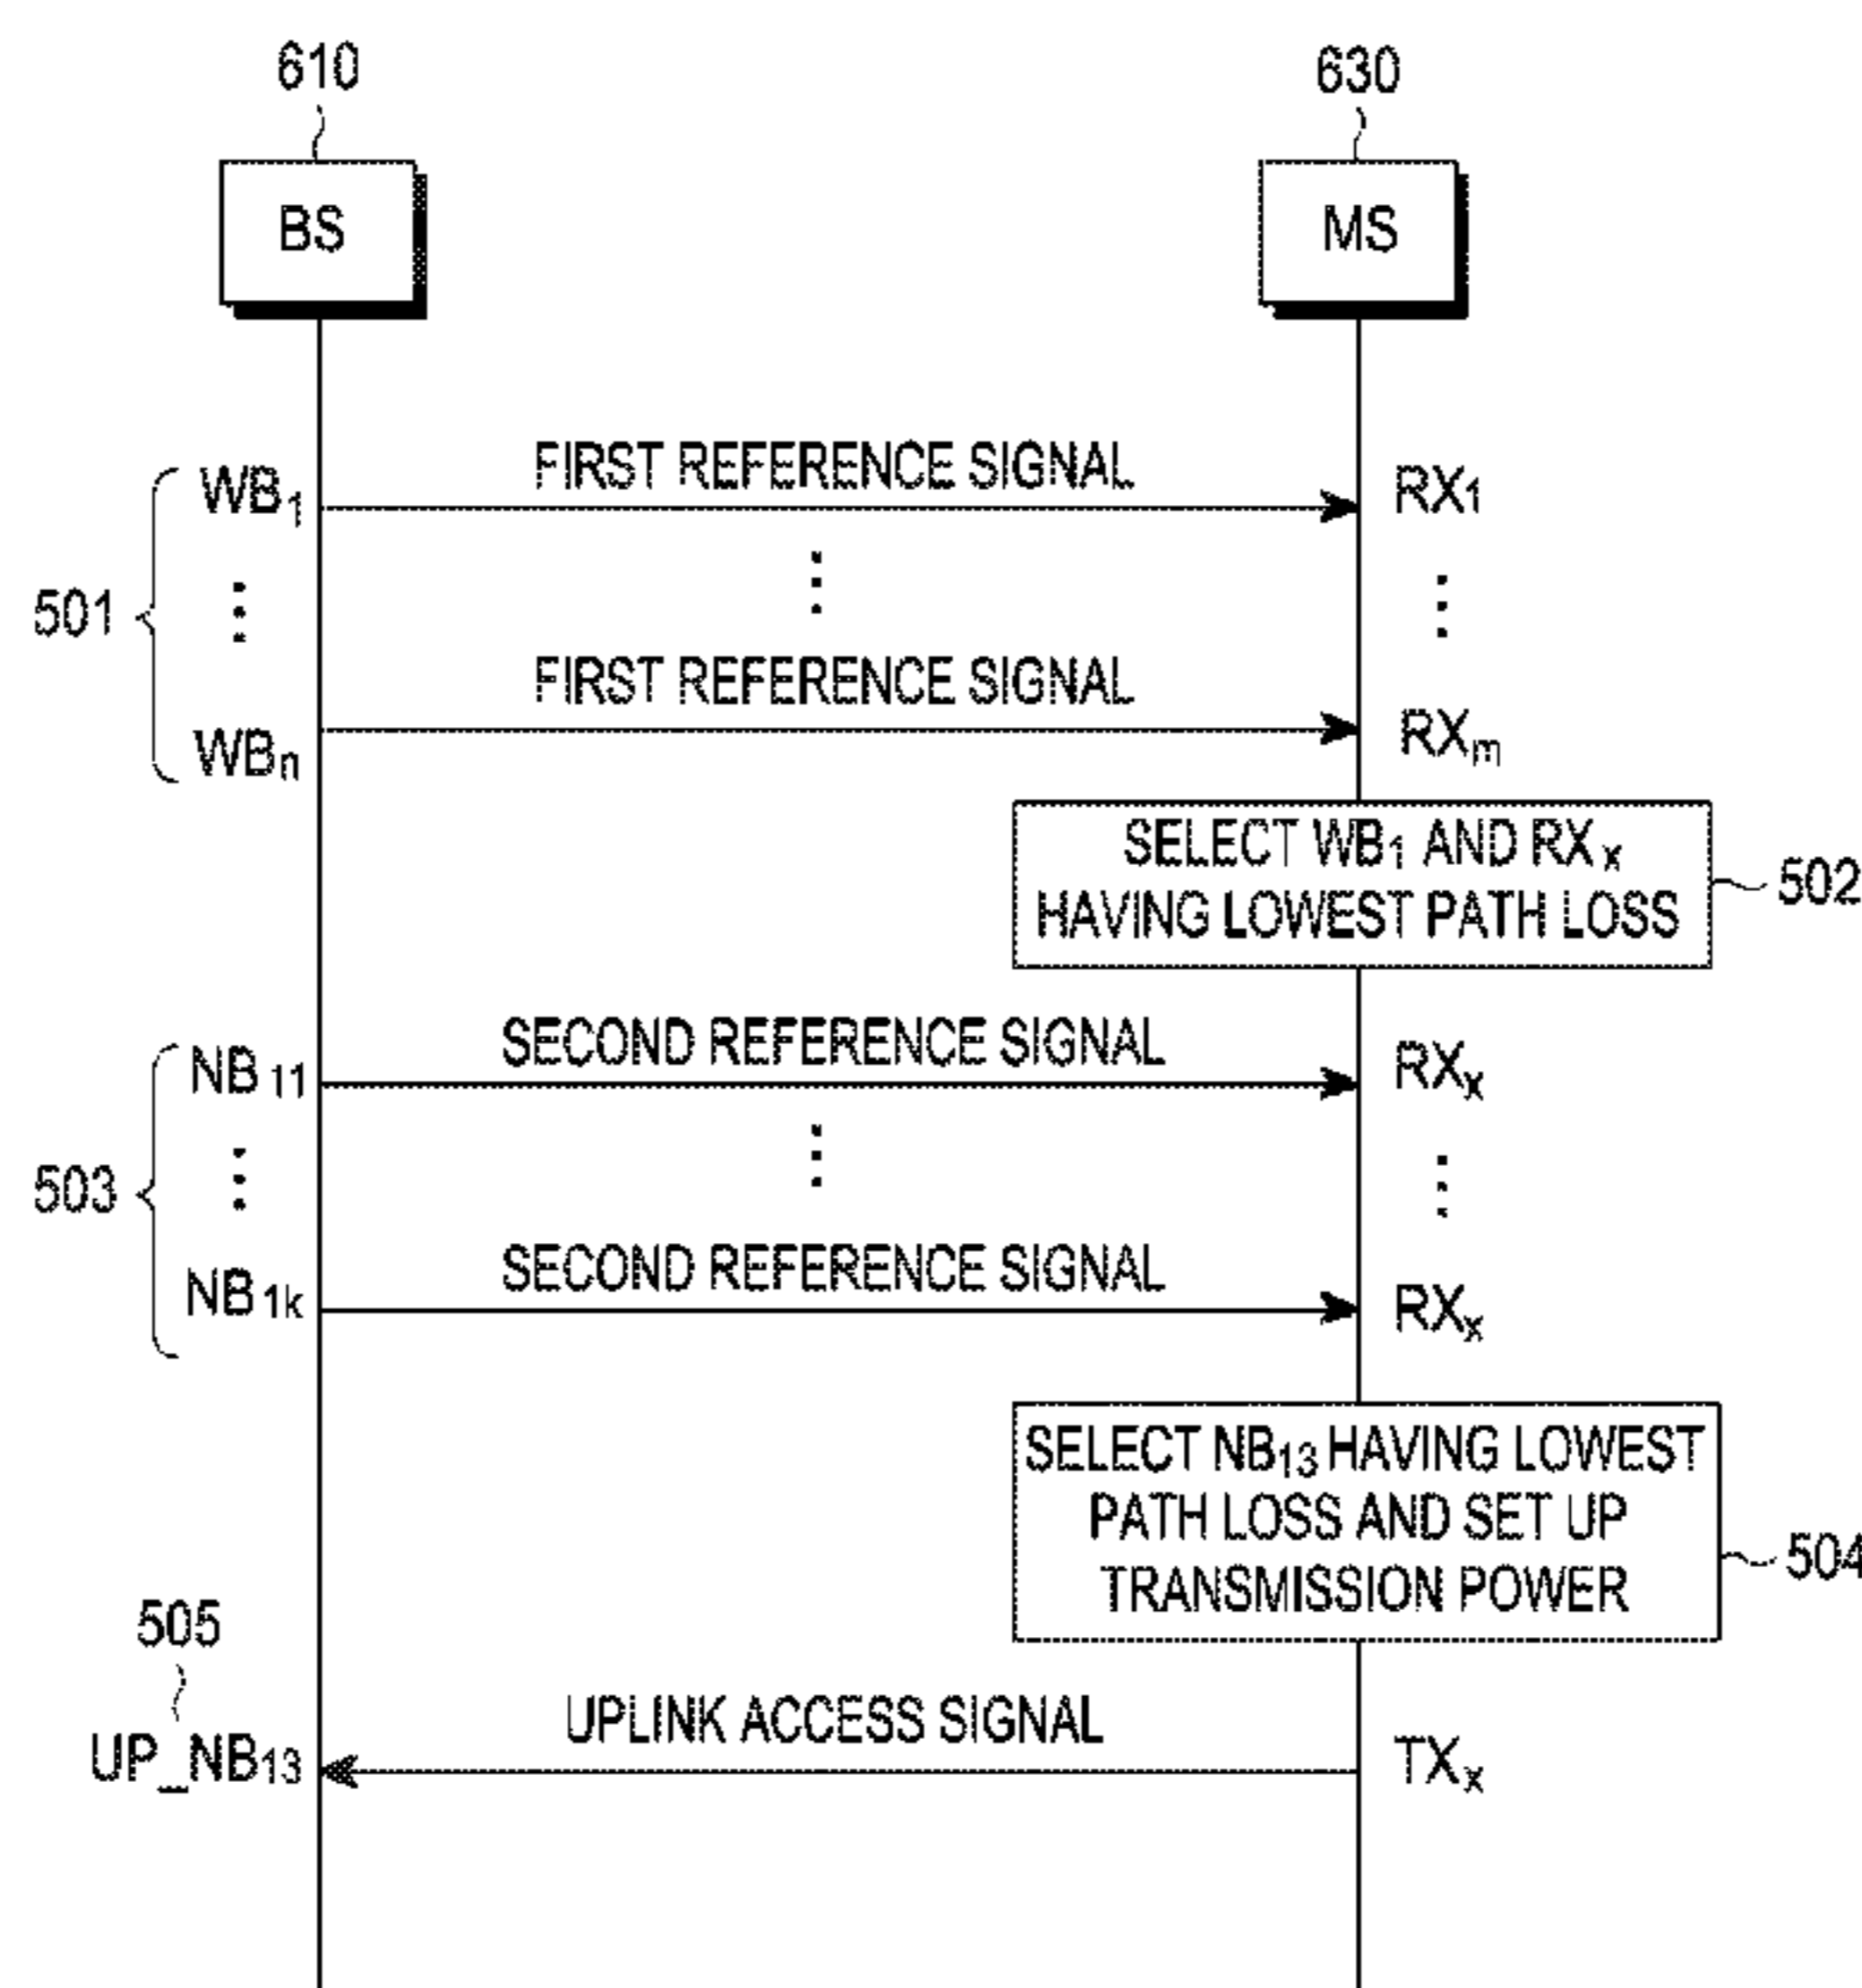 610
630
BS
MS
FIRST REFERENCE SIGNAL
WB1
RX1
501
FIRST REFERENCE SIGNAL
WBn
RXm
SELECT WB1 AND RXx
HAVING LOWEST PATH LOSS
502
SECOND REFERENCE SIGNAL
NB11
RXx
503
SECOND REFERENCE SIGNAL
NB1k
RXx
SELECT NB13 HAVING LOWEST
PATH LOSS AND SET UP
TRANSMISSION POWER
504
505
UPLINK ACCESS SIGNAL
UP_NB13
TXx